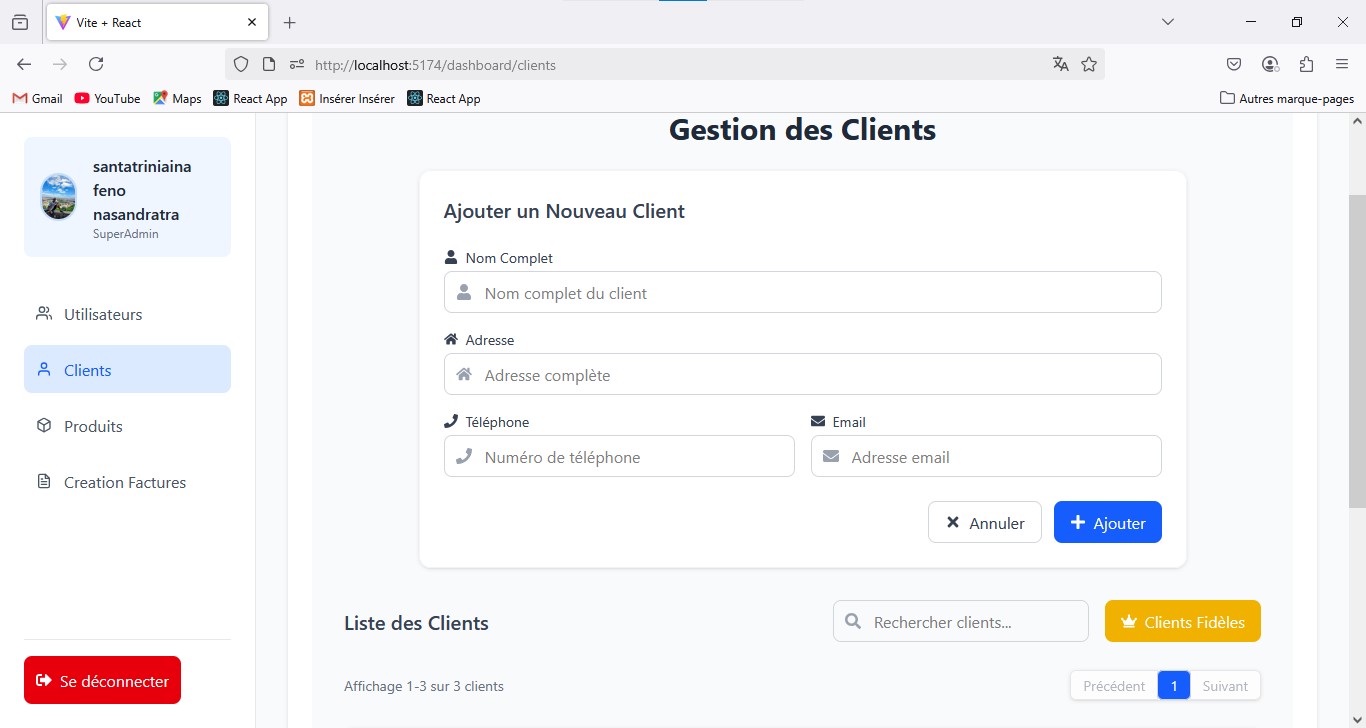 Vite + React
http://localhost:5174/dashboard/clients
Gmail
YouTube
Maps
React App
Insérer Insérer
React App
Autres marque-pages
santatriniaina
feno
nasandratra
SuperAdmin
Utilisateurs
Clients
Produits
Creation Factures
Se déconnecter
Gestion des Clients
Ajouter un Nouveau Client
Nom Complet
Nom complet du client
Adresse
Adresse complète
Téléphone
Numéro de téléphone
Email
Adresse email
Annuler
Ajouter
Liste des Clients
Rechercher clients...
Clients Fidèles
Affichage 1-3 sur 3 clients
Précédent
1
Suivant